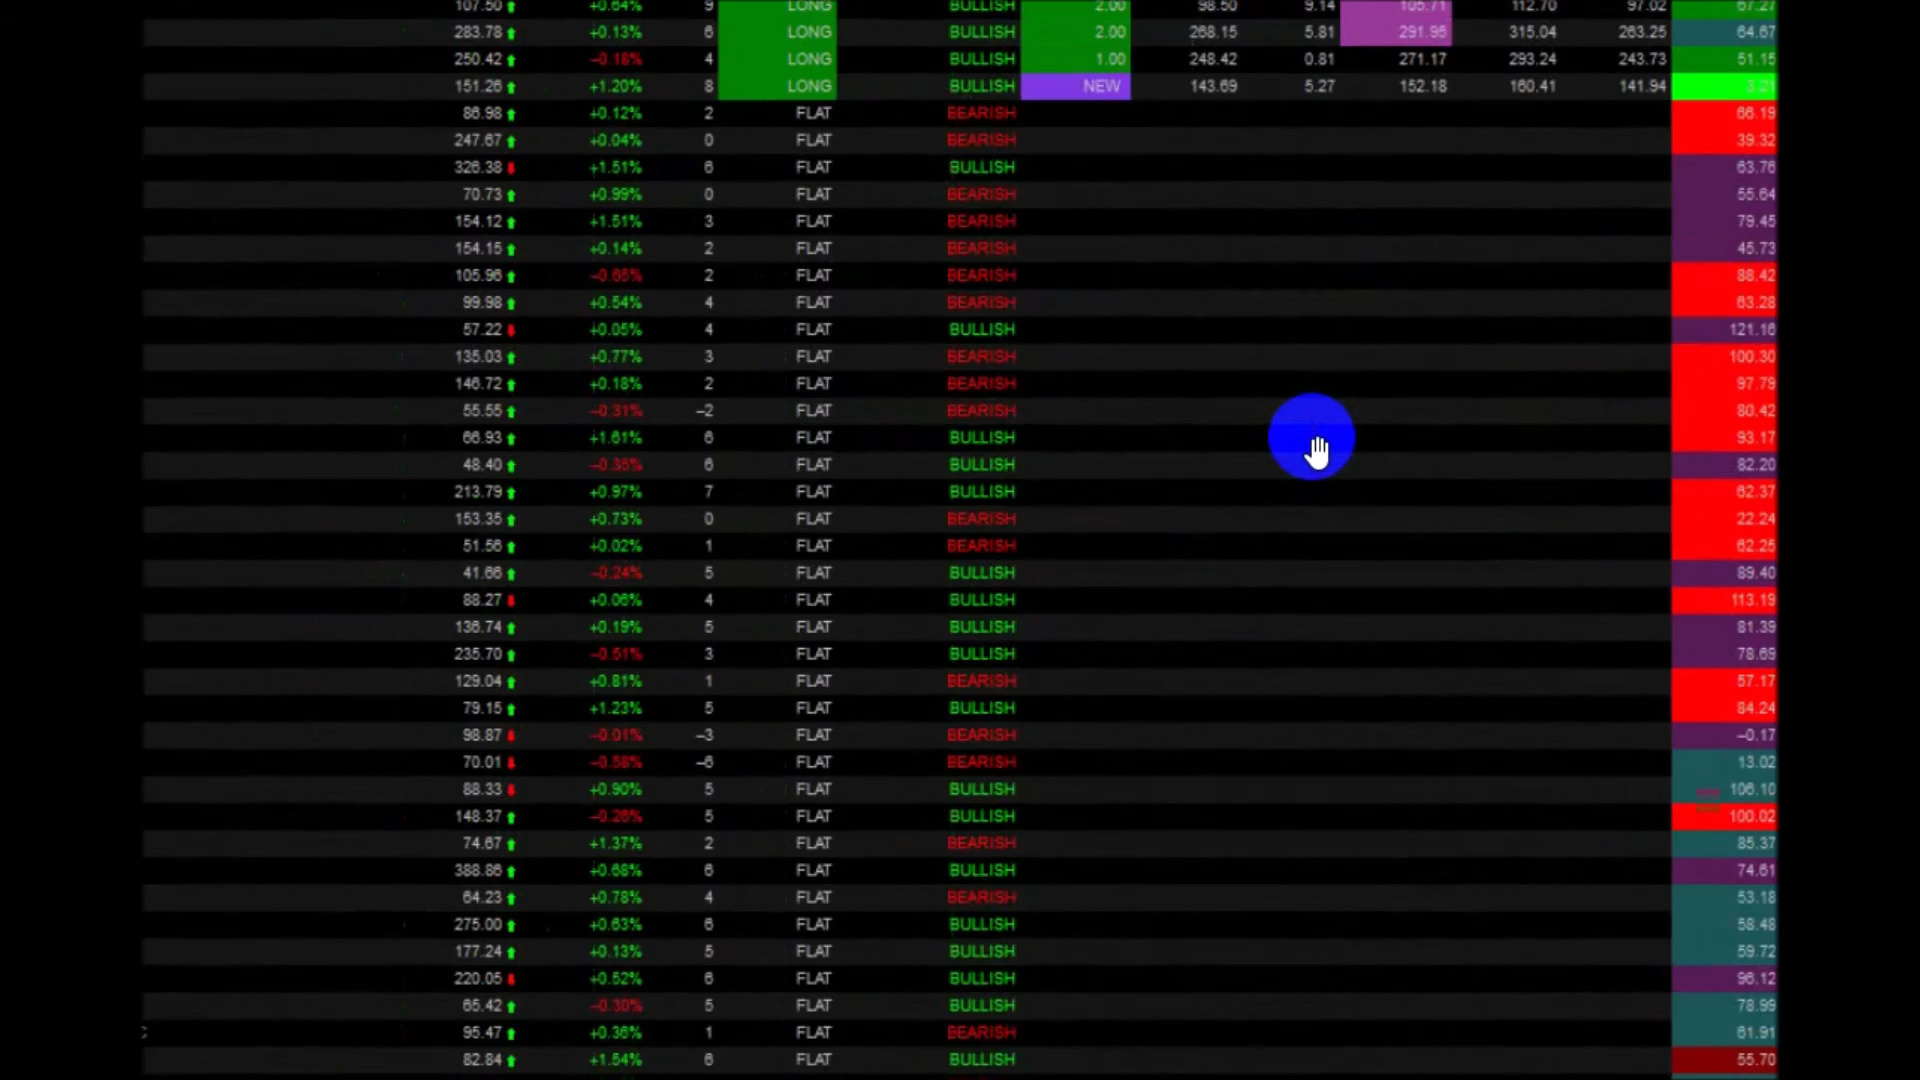 107.50 +0.64% 9 LONG BULLISH 2.00 98.50 9.14 105.71 112.70 97.02 67.27
283.78 +0.13% 6 LONG BULLISH 2.00 268.15 5.81 291.95 315.04 263.25 64.67
250.42 –0.18% 4 LONG BULLISH 1.00 248.42 0.81 271.17 293.24 243.73 51.15
151.26 +1.20% 8 LONG BULLISH NEW 143.69 5.27 152.18 160.41 141.94 3.21
86.98 +0.12% 2 FLAT BEARISH 66.19
247.67 +0.04% 0 FLAT BEARISH 39.32
326.38 +1.51% 6 FLAT BULLISH 63.76
70.73 +0.99% 0 FLAT BEARISH 55.64
154.12 +1.51% 3 FLAT BEARISH 79.45
154.15 +0.14% 2 FLAT BEARISH 45.73
105.96 –0.65% 2 FLAT BEARISH 88.42
99.98 +0.54% 4 FLAT BEARISH 63.28
57.22 +0.05% 4 FLAT BULLISH 121.16
135.03 +0.77% 3 FLAT BEARISH 100.30
146.72 +0.18% 2 FLAT BEARISH 97.79
55.55 –0.31% –2 FLAT BEARISH 80.42
66.93 +1.61% 6 FLAT BULLISH 93.17
48.40 –0.35% 6 FLAT BULLISH 82.20
213.79 +0.97% 7 FLAT BULLISH 62.37
153.35 +0.73% 0 FLAT BEARISH 22.24
51.56 +0.02% 1 FLAT BEARISH 62.25
41.66 –0.24% 5 FLAT BULLISH 89.40
88.27 +0.06% 4 FLAT BULLISH 113.19
136.74 +0.19% 5 FLAT BULLISH 81.39
235.70 –0.51% 3 FLAT BULLISH 78.69
129.04 +0.81% 1 FLAT BEARISH 57.17
79.15 +1.23% 5 FLAT BULLISH 84.24
98.87 –0.01% –3 FLAT BEARISH –0.17
70.01 –0.58% –6 FLAT BEARISH 13.02
88.33 +0.90% 5 FLAT BULLISH 106.10
148.37 –0.26% 5 FLAT BULLISH 100.02
74.67 +1.37% 2 FLAT BEARISH 85.37
388.86 +0.68% 6 FLAT BULLISH 74.61
64.23 +0.78% 4 FLAT BEARISH 53.18
275.00 +0.63% 6 FLAT BULLISH 58.48
177.24 +0.13% 5 FLAT BULLISH 59.72
220.05 +0.52% 6 FLAT BULLISH 96.12
65.42 –0.30% 5 FLAT BULLISH 78.99
95.47 +0.36% 1 FLAT BEARISH 61.91
82.84 +1.54% 6 FLAT BULLISH 55.70